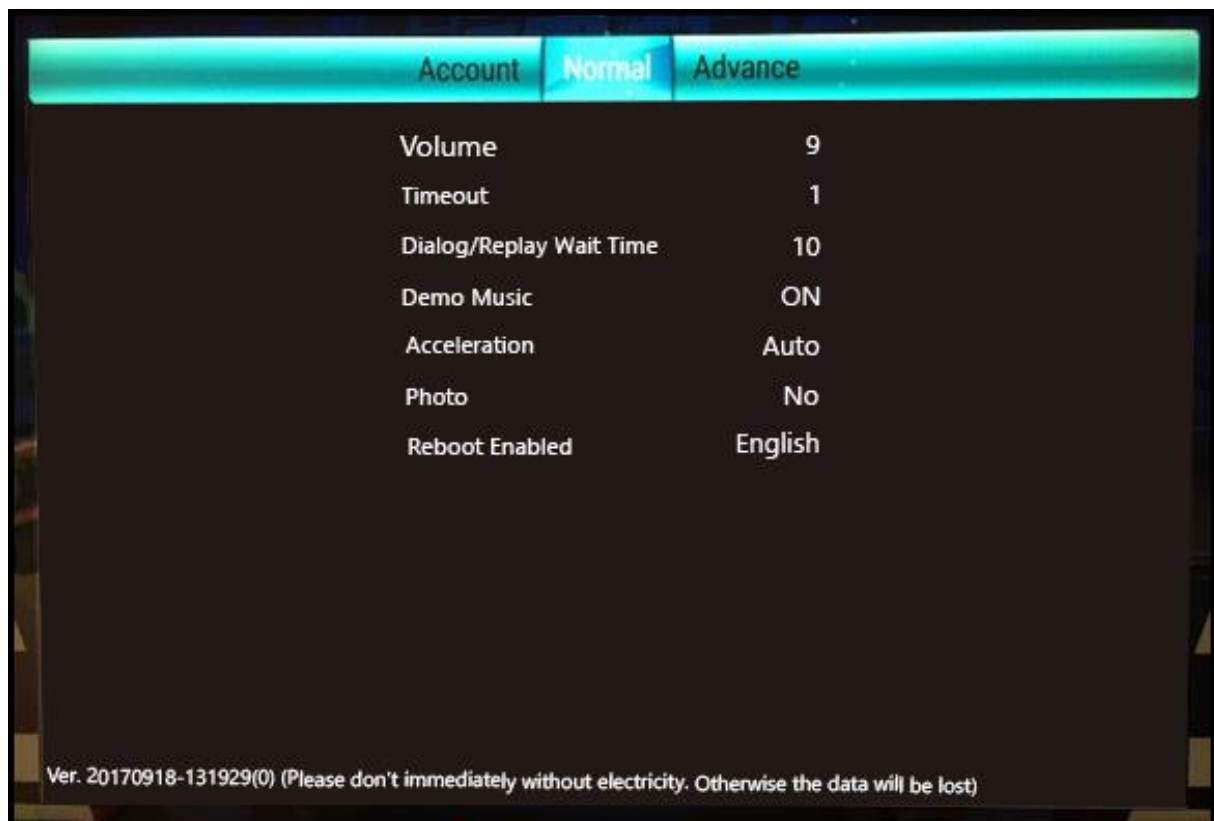 Account Normal Advance
Volume 9
Timeout 1
Dialog/Replay Wait Time 10
Demo Music ON
Acceleration Auto
Photo No
Reboot Enabled English
Ver. 20170918-131929(0) (Please don't immediately without electricity. Otherwise the data will be lost)